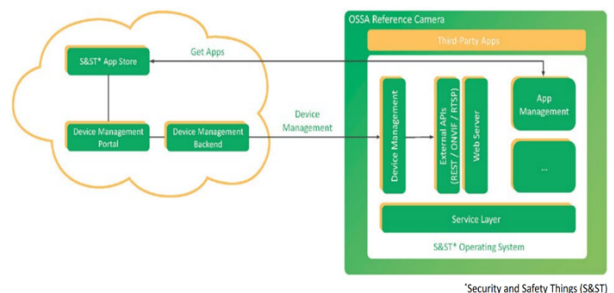 OSSA Reference Camera
Third-Party Apps
S&ST* App Store
Get Apps
Device Management
Portal
Device Management
Backend
Device
Management
Device Management
External APIs
(REST / ONVIF / RTSP)
Web Server
App
Management
...
Service Layer
S&ST* Operating System
*Security and Safety Things (S&ST)